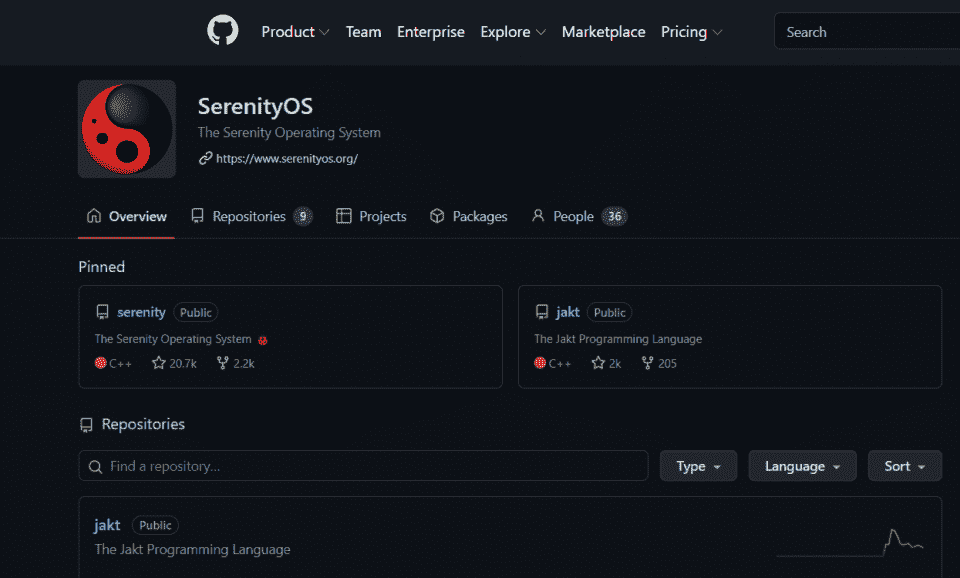 Product Team Enterprise Explore Marketplace Pricing Search
SerenityOS
The Serenity Operating System
https://www.serenityos.org/
Overview Repositories 9 Projects Packages People 36
Pinned
serenity Public
The Serenity Operating System 🐞
C++ 20.7k 2.2k
jakt Public
The Jakt Programming Language
C++ 2k 205
Repositories
Find a repository... Type Language Sort
jakt Public
The Jakt Programming Language